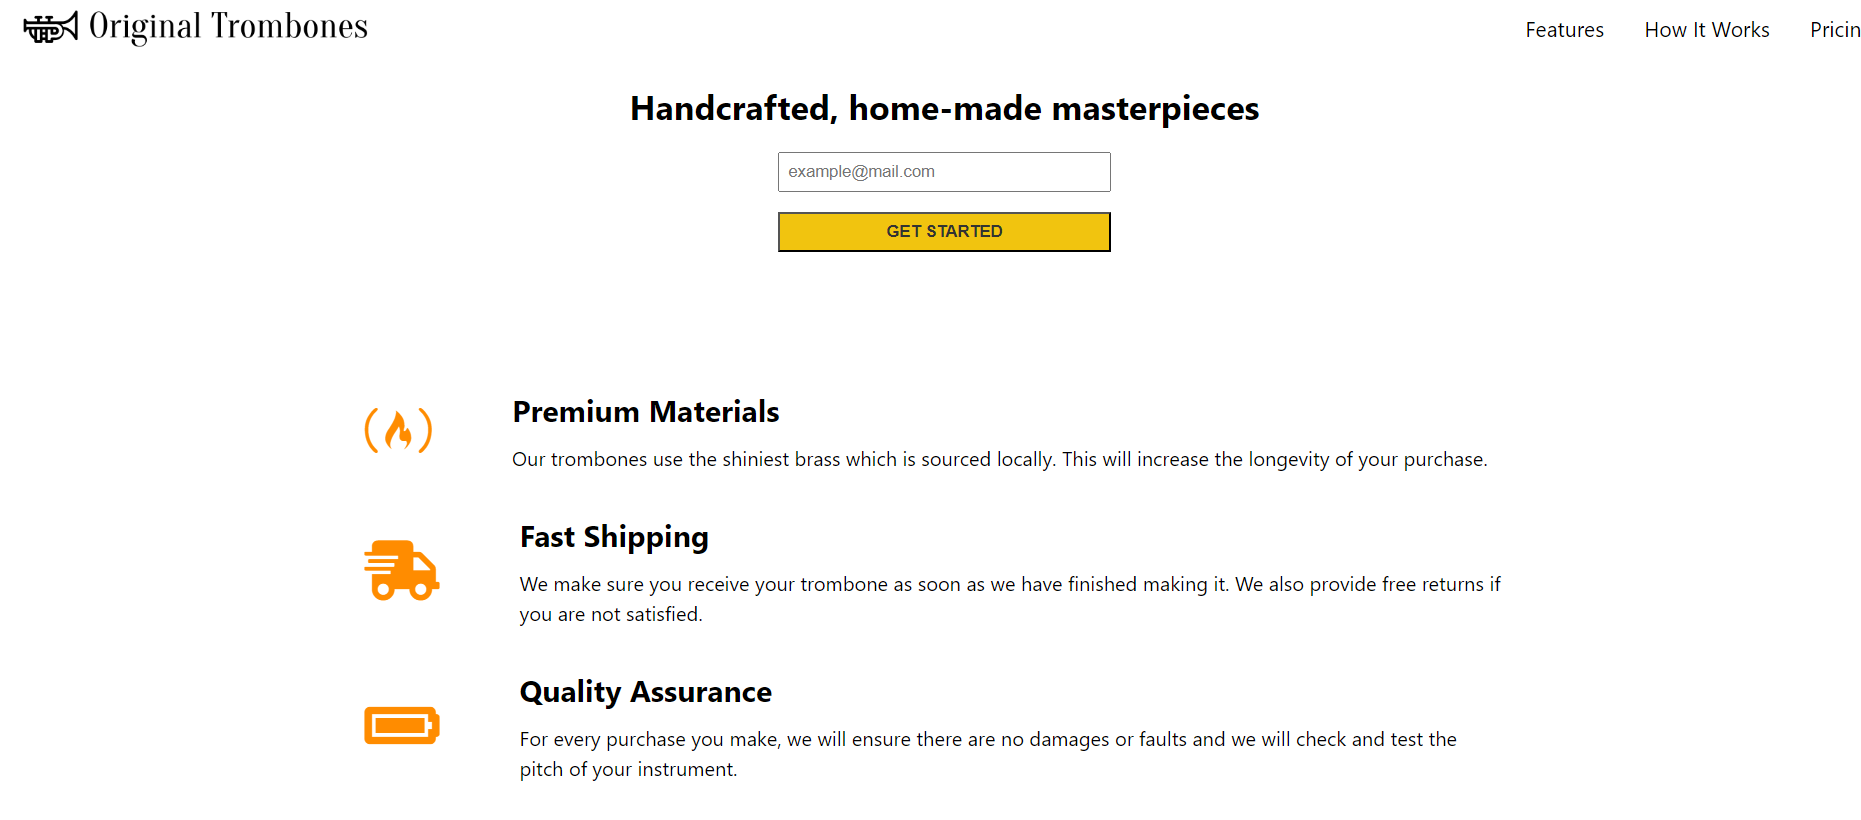 Original Trombones
Features How It Works Pricin
Handcrafted, home-made masterpieces
example@mail.com
GET STARTED
Premium Materials
Our trombones use the shiniest brass which is sourced locally. This will increase the longevity of your purchase.
Fast Shipping
We make sure you receive your trombone as soon as we have finished making it. We also provide free returns if
you are not satisfied.
Quality Assurance
For every purchase you make, we will ensure there are no damages or faults and we will check and test the
pitch of your instrument.